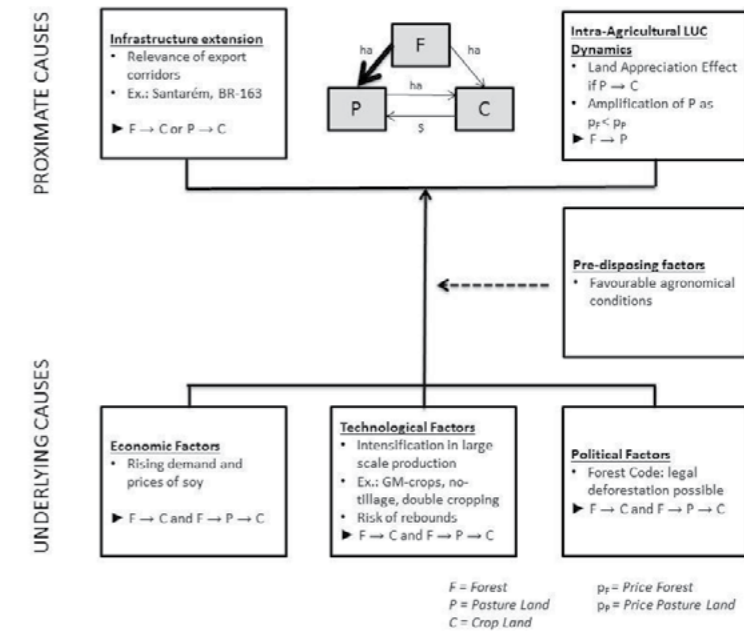 PROXIMATE CAUSES
Infrastructure extension
• Relevance of export
corridors
• Ex.: Santarém, BR-163
► F → C or P → C
F
ha
ha
ha
P
C
$
Intra-Agricultural LUC
Dynamics
• Land Appreciation Effect
if P → C
• Amplification of P as
pF < pP
► F → P
Pre-disposing factors
• Favourable agronomical
conditions
UNDERLYING CAUSES
Economic Factors
• Rising demand and
prices of soy
► F → C and F → P → C
Technological Factors
• Intensification in large
scale production
• Ex.: GM-crops, no-
tillage, double cropping
• Risk of rebounds
► F → C and F → P → C
Political Factors
• Forest Code: legal
deforestation possible
► F → C and F → P → C
F = Forest
P = Pasture Land
C = Crop Land
pF = Price Forest
pP = Price Pasture Land